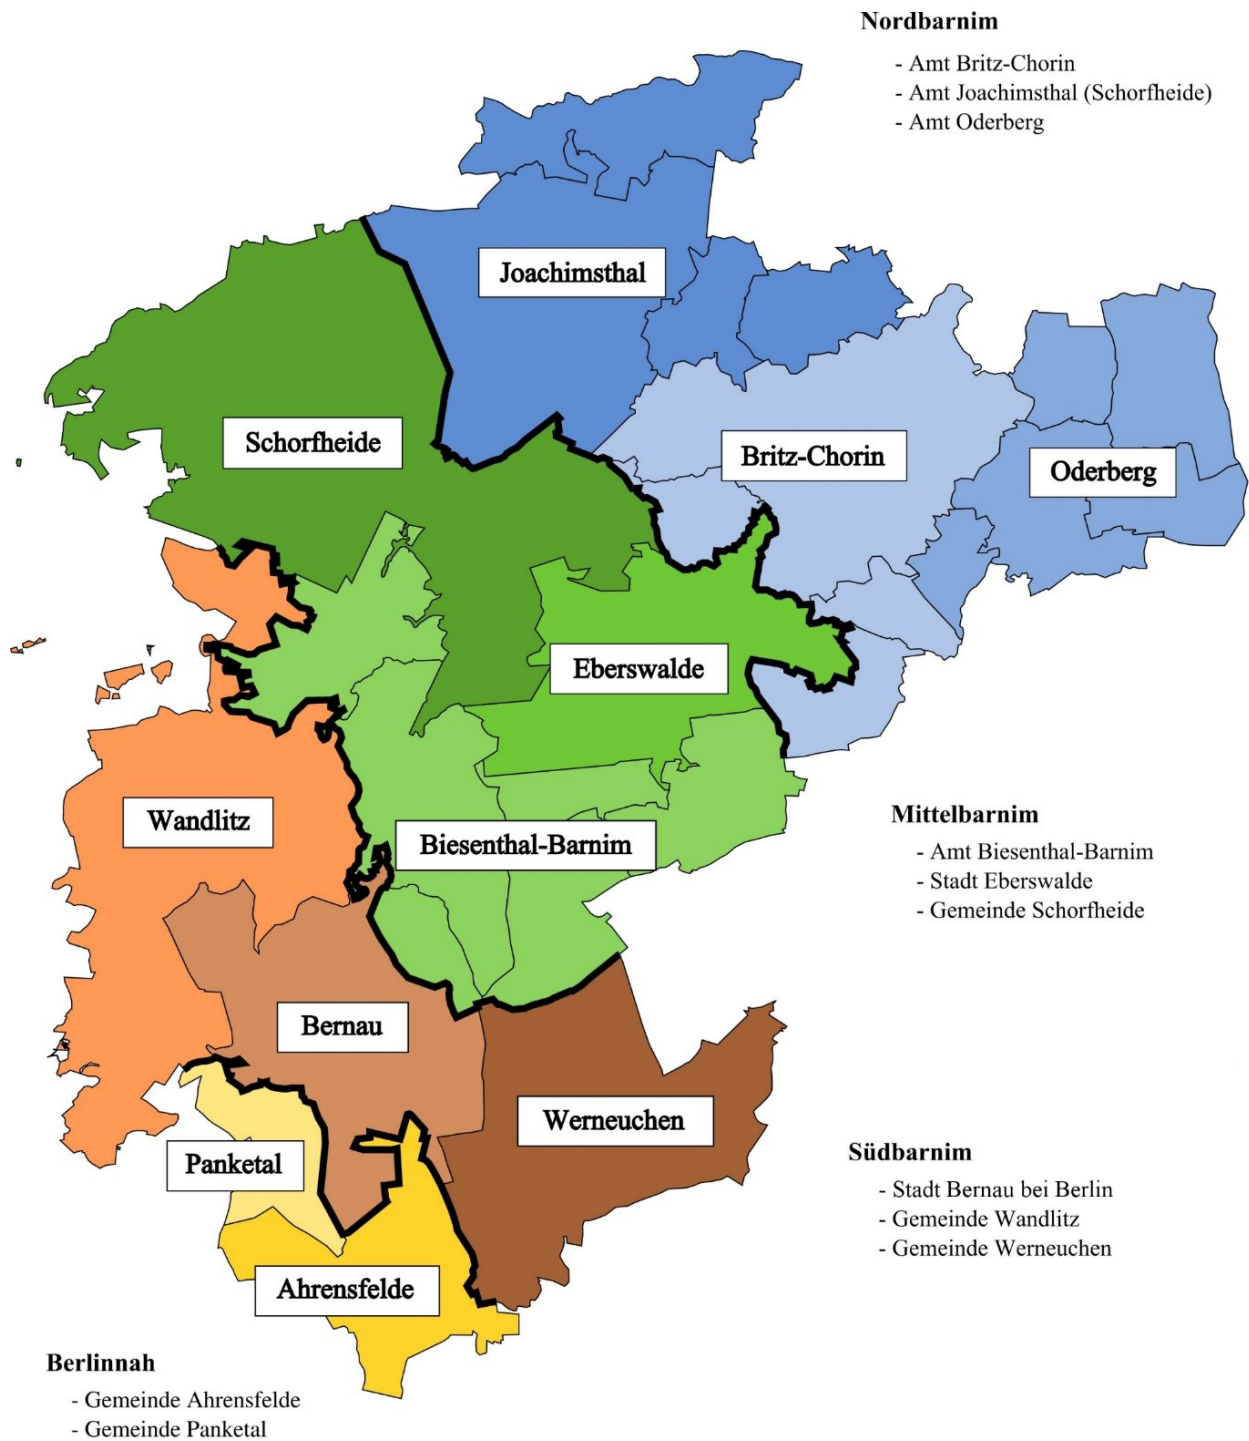 Nordbarnim
- Amt Britz-Chorin
- Amt Joachimsthal (Schorfheide)
- Amt Oderberg
Joachimsthal
Schorfheide
Britz-Chorin
Oderberg
Eberswalde
Wandlitz
Biesenthal-Barnim
Mittelbarnim
- Amt Biesenthal-Barnim
- Stadt Eberswalde
- Gemeinde Schorfheide
Bernau
Werneuchen
Panketal
Südbarnim
- Stadt Bernau bei Berlin
- Gemeinde Wandlitz
- Gemeinde Werneuchen
Ahrensfelde
Berlinnah
- Gemeinde Ahrensfelde
- Gemeinde Panketal